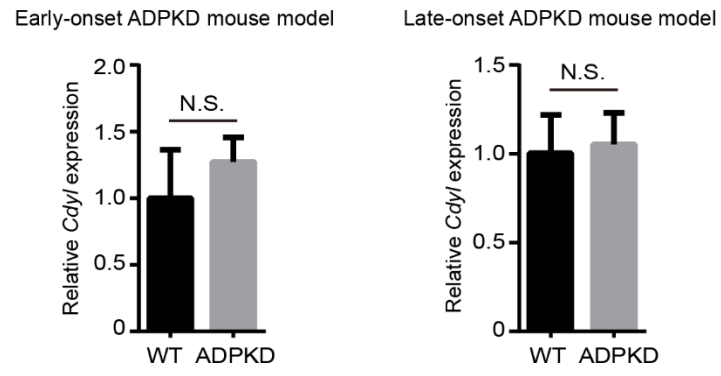 Early-onset ADPKD mouse model
Relative Cdyl expression
2.0
1.5
1.0
0.5
0
N.S.
WT ADPKD
Late-onset ADPKD mouse model
Relative Cdyl expression
1.5
1.0
0.5
0
N.S.
WT ADPKD